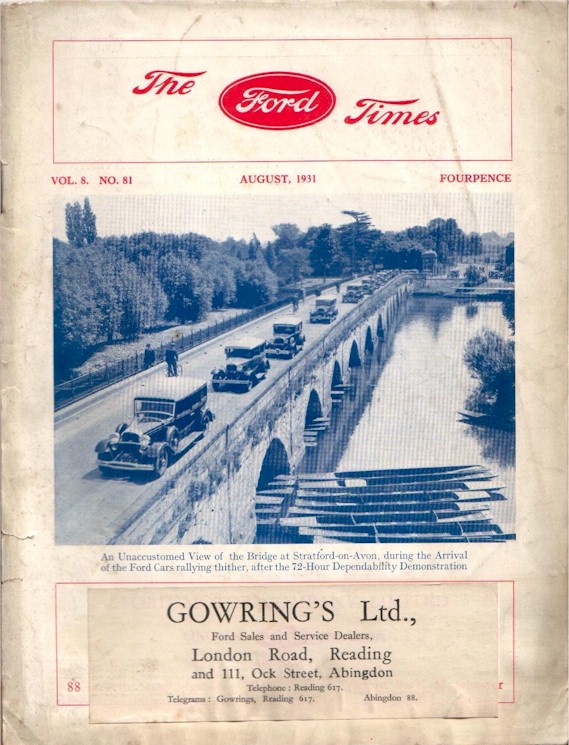 The Ford Times
VOL. 8. NO. 81 AUGUST, 1931 FOURPENCE
An Unaccustomed View of the Bridge at Stratford-on-Avon, during the Arrival
of the Ford Cars rallying thither, after the 72-Hour Dependability Demonstration
GOWRING'S Ltd.,
Ford Sales and Service Dealers,
London Road, Reading
and 111, Ock Street, Abingdon
Telephone : Reading 617.
Telegrams : Gowrings, Reading 617. Abingdon 88.
88